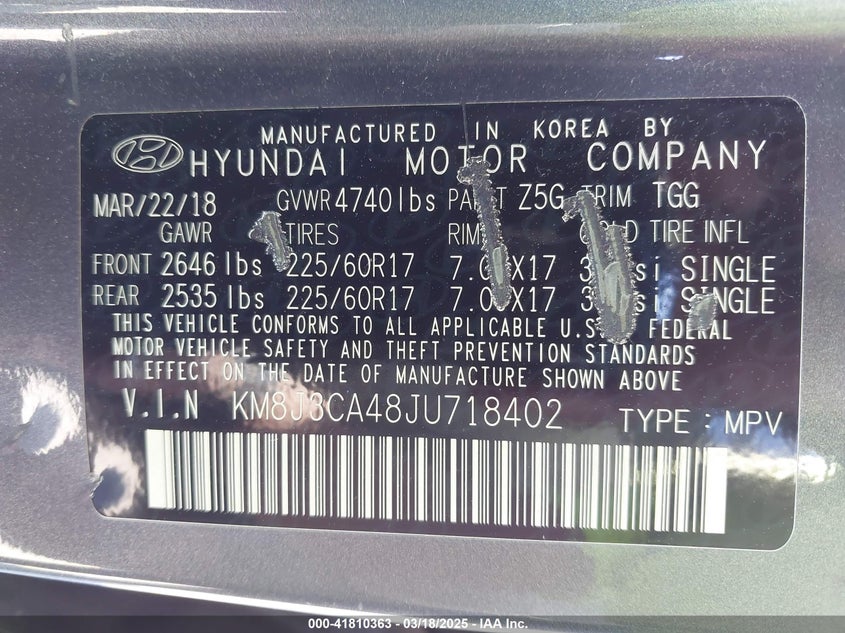 MANUFACTURED IN KOREA BY
HYUNDAI MOTOR COMPANY
MAR/22/18 GVWR 4740 lbs Z5G TRIM TGG
GAWR TIRES TIRE INFL
FRONT 2646 lbs 225/60R17 SINGLE
REAR 2535 lbs 225/60R17 SINGLE
THIS VEHICLE CONFORMS TO ALL APPLICABLE U.S. FEDERAL
MOTOR VEHICLE SAFETY AND THEFT PREVENTION STANDARDS
IN EFFECT ON THE DATE OF MANUFACTURE SHOWN ABOVE
V.I.N KM8J3CA48JU718402 TYPE : MPV
000-41810363 — 03/18/2025 — IAA Inc.